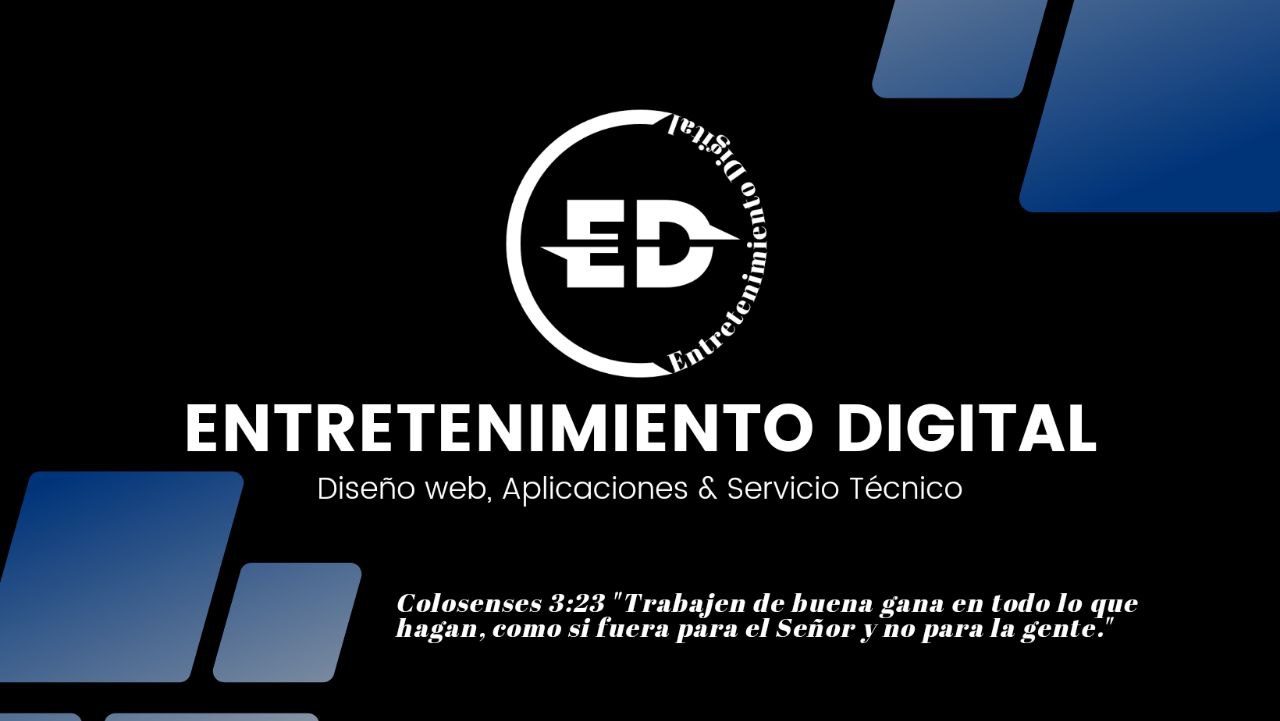 ED
Entretenimiento Digital
ENTRETENIMIENTO DIGITAL
Diseño web, Aplicaciones & Servicio Técnico
Colosenses 3:23 "Trabajen de buena gana en todo lo que
hagan, como si fuera para el Señor y no para la gente."